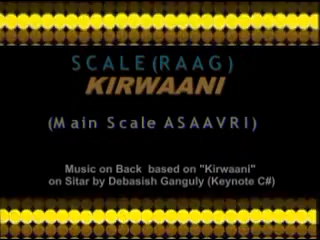 SCALE (RAAG)
KIRWAANI
(Main Scale ASAAVRI)
Music on Back based on "Kirwaani"
on Sitar by Debasish Ganguly (Keynote C#)